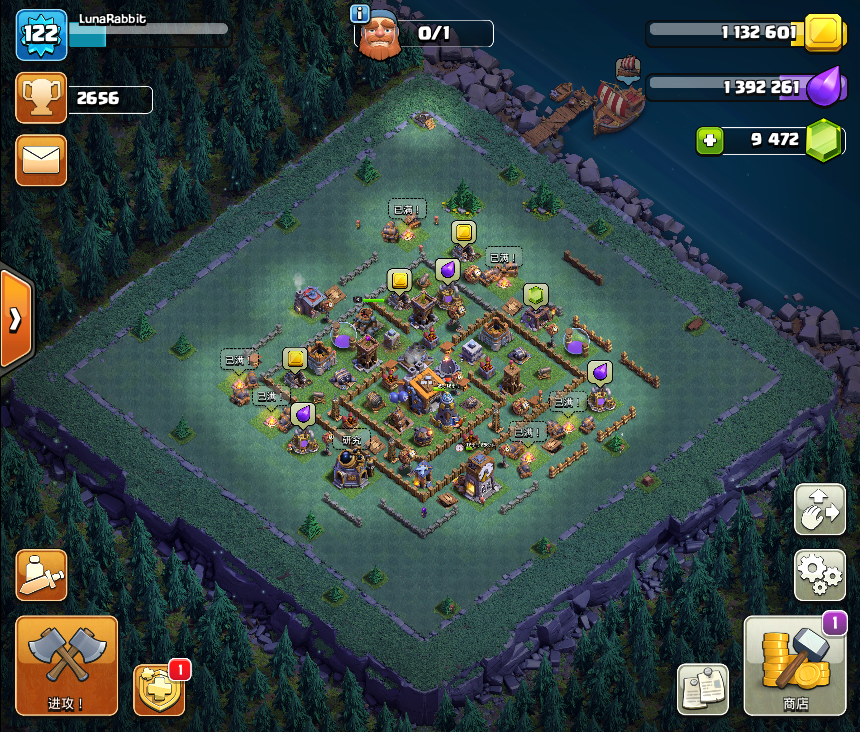 122
LunaRabbit
0/1
1 132 601
2656
1 392 261
9 472
已满！
已满！
已满
已满
已满！
已满！
研究
进攻！
1
1
商店